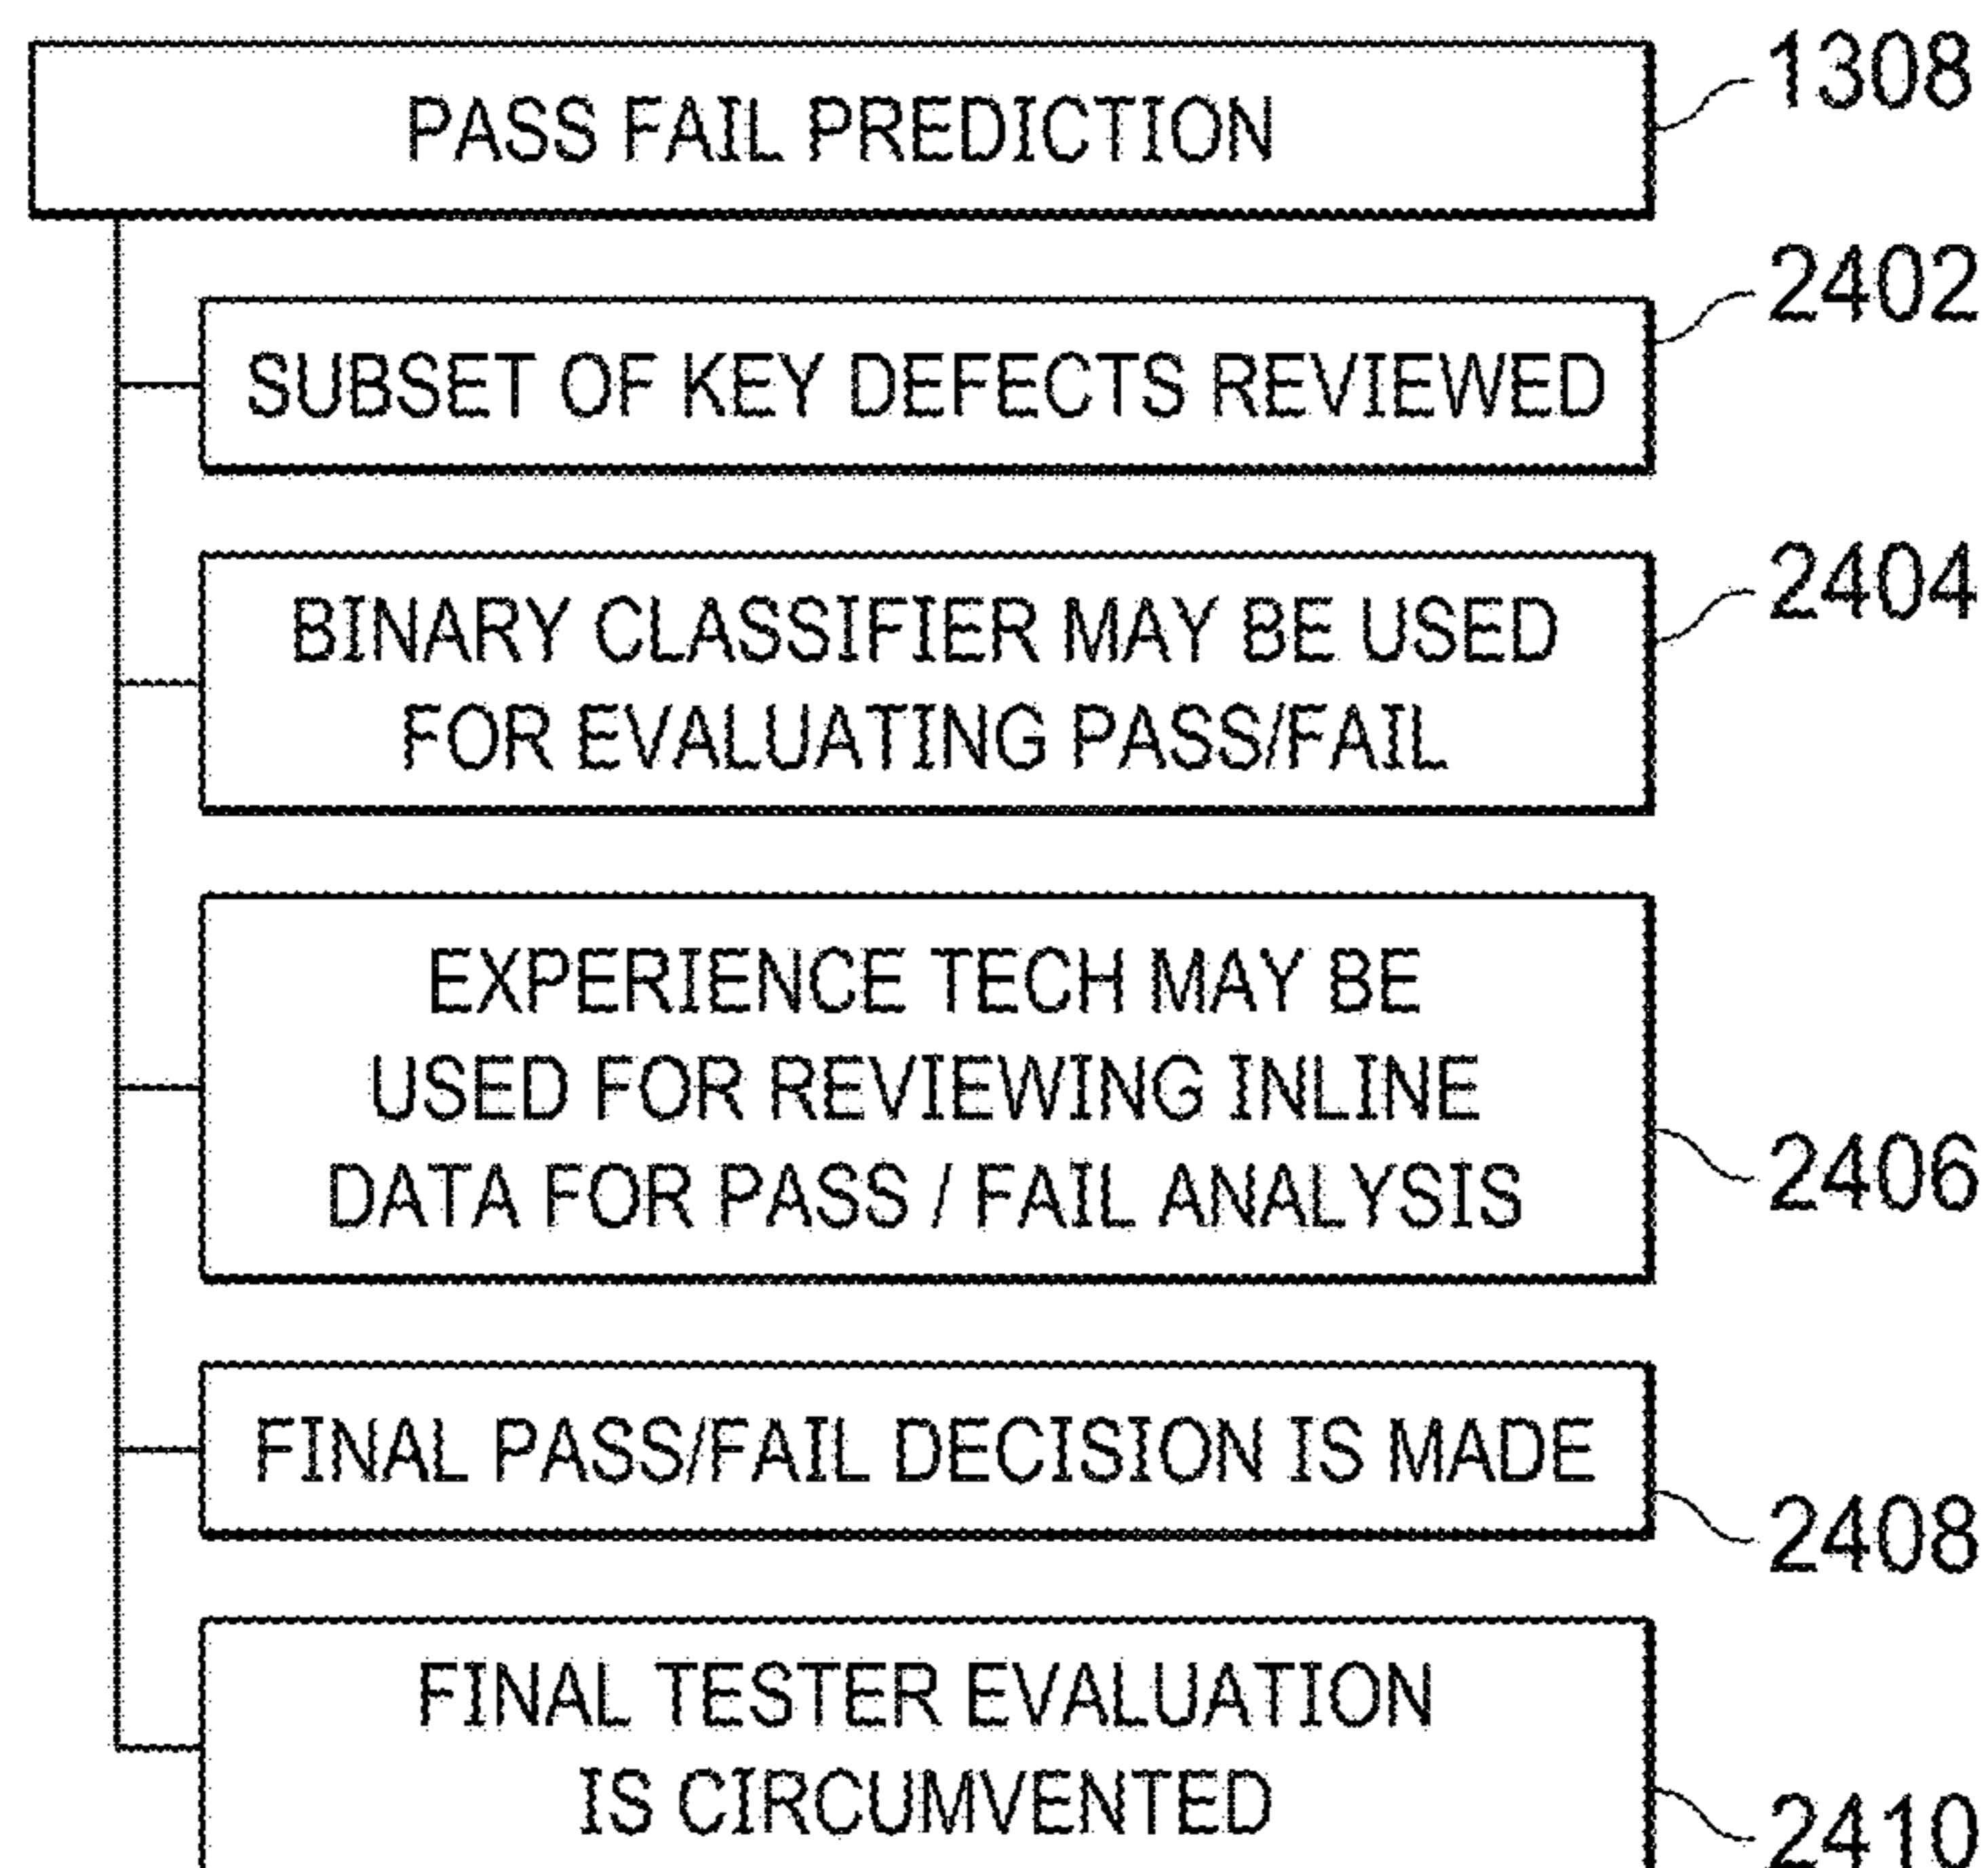 PASS FAIL PREDICTION
1308
SUBSET OF KEY DEFECTS REVIEWED
2402
BINARY CLASSIFIER MAY BE USED
FOR EVALUATING PASS/FAIL
2404
EXPERIENCE TECH MAY BE
USED FOR REVIEWING INLINE
DATA FOR PASS / FAIL ANALYSIS
2406
FINAL PASS/FAIL DECISION IS MADE
2408
FINAL TESTER EVALUATION
IS CIRCUMVENTED
2410